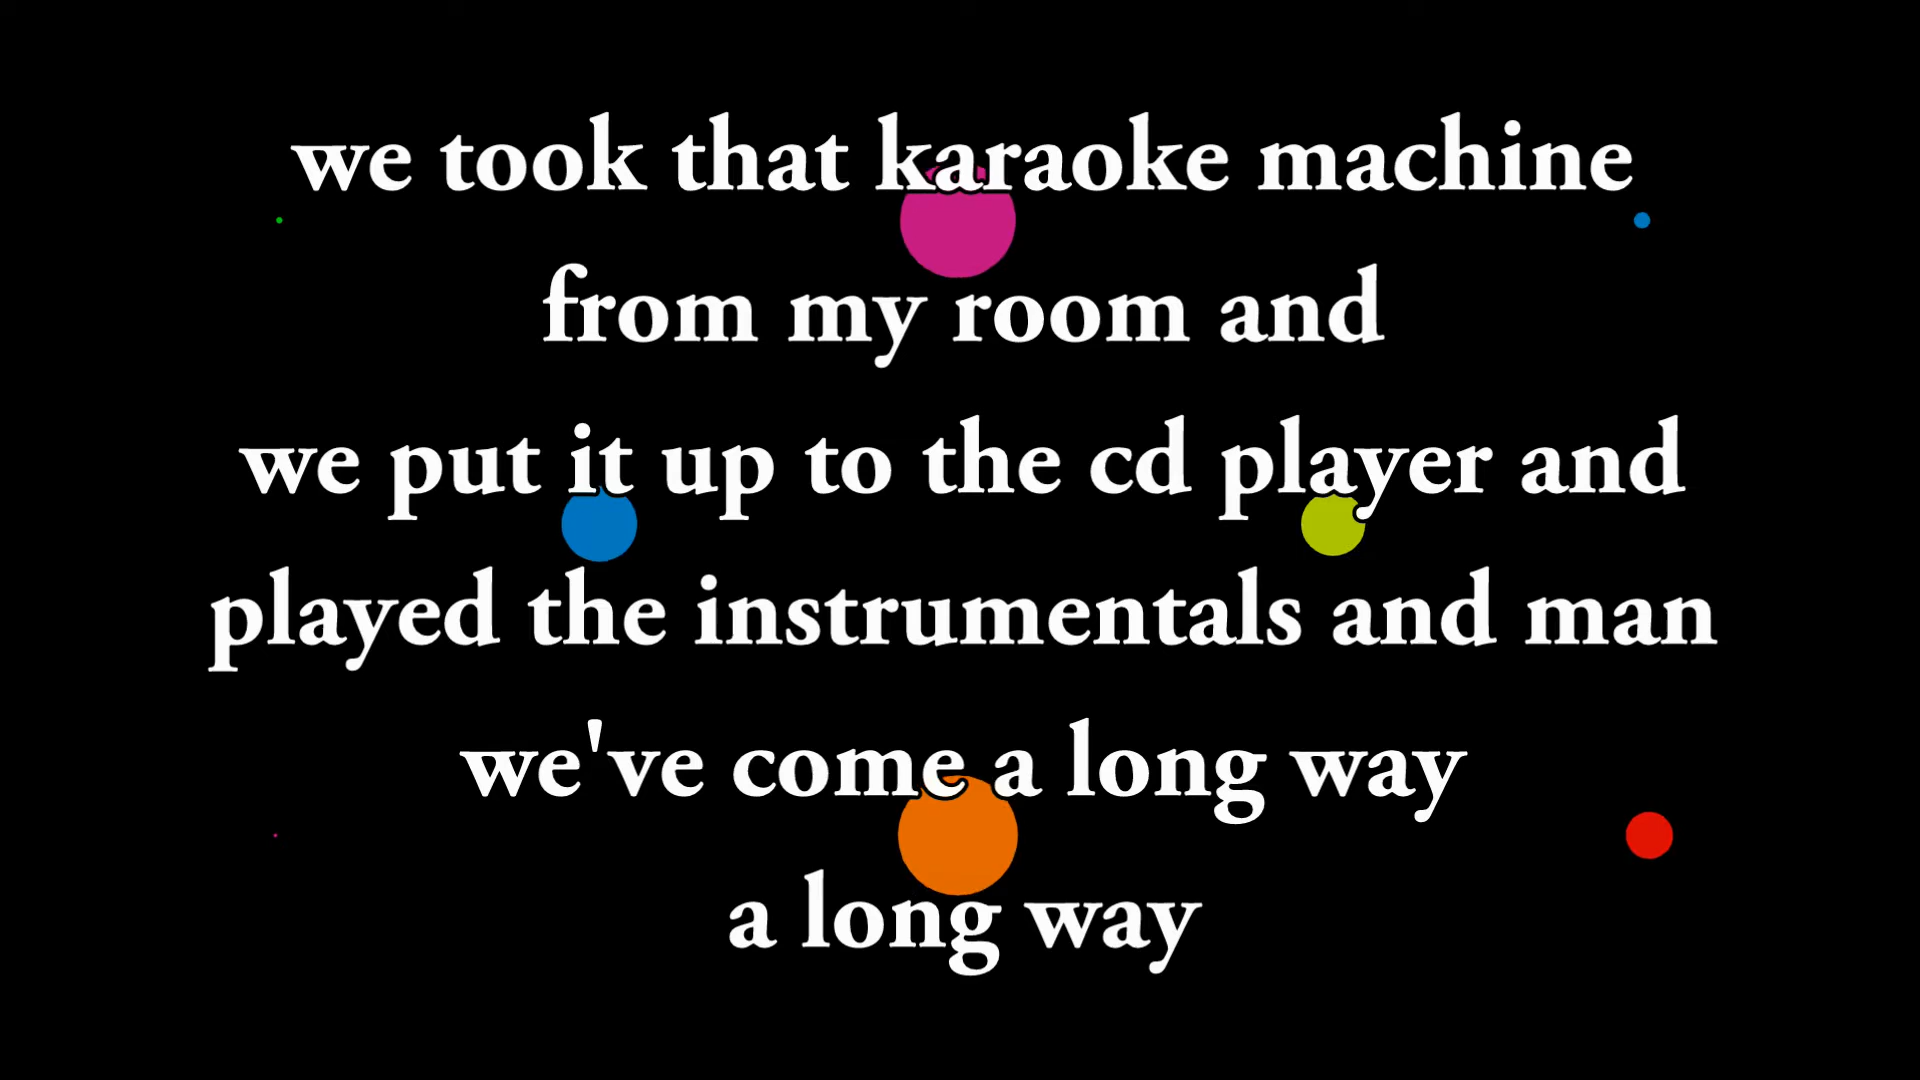 we took that karaoke machine
from my room and
we put it up to the cd player and
played the instrumentals and man
we've come a long way
a long way